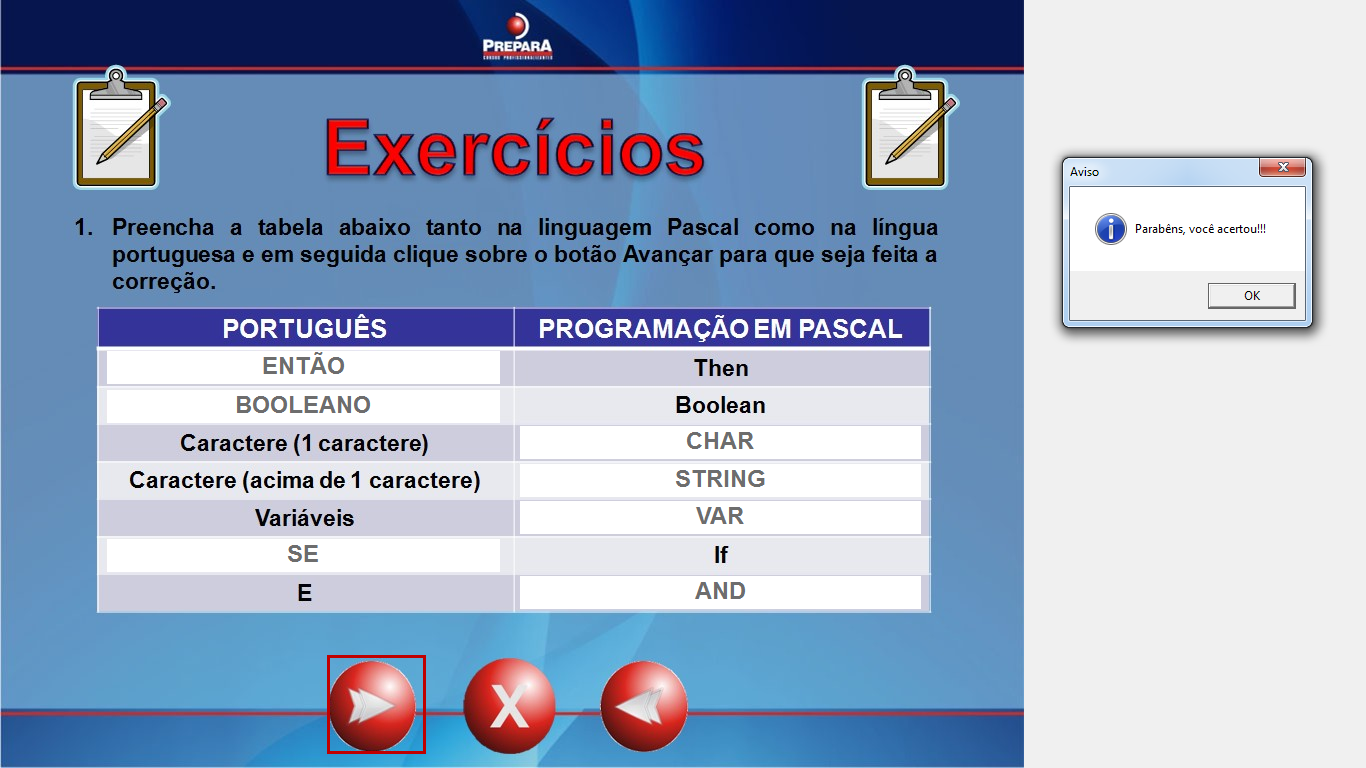 PREPARA
CURSOS PROFISSIONALIZANTES
Exercícios
1. Preencha a tabela abaixo tanto na linguagem Pascal como na língua
portuguesa e em seguida clique sobre o botão Avançar para que seja feita a
correção.
PORTUGUÊS PROGRAMAÇÃO EM PASCAL
ENTÃO Then
BOOLEANO Boolean
Caractere (1 caractere) CHAR
Caractere (acima de 1 caractere) STRING
Variáveis VAR
SE If
E AND
X
Aviso
Parabéns, você acertou!!!
OK